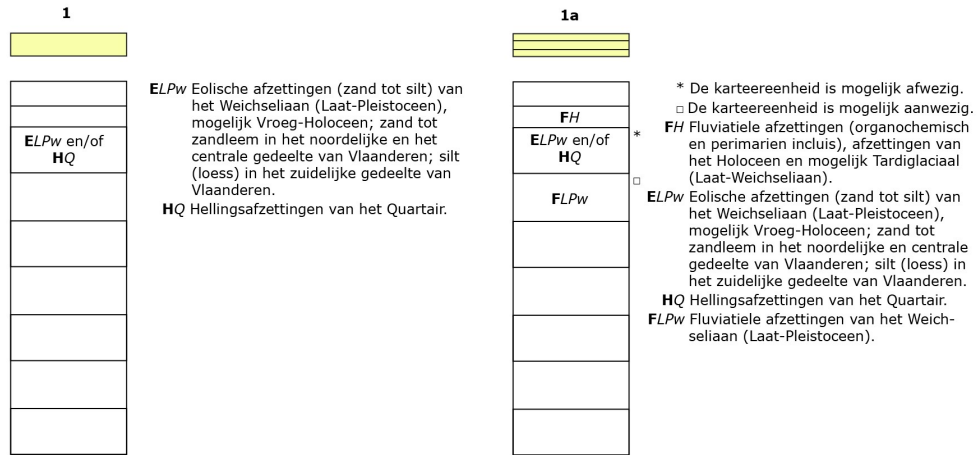 1
ELPw en/of
HQ
ELPw Eolische afzettingen (zand tot silt) van
het Weichseliaan (Laat-Pleistoceen),
mogelijk Vroeg-Holoceen; zand tot
zandleem in het noordelijke en het
centrale gedeelte van Vlaanderen; silt
(loess) in het zuidelijke gedeelte van
Vlaanderen.
HQ Hellingsafzettingen van het Quartair.
1a
FH
ELPw en/of
HQ
*
□
FLPw
* De karteereenheid is mogelijk afwezig.
□ De karteereenheid is mogelijk aanwezig.
FH Fluviatiele afzettingen (organochemisch
en perimarien incluis), afzettingen van
het Holoceen en mogelijk Tardiglaciaal
(Laat-Weichseliaan).
ELPw Eolische afzettingen (zand tot silt) van
het Weichseliaan (Laat-Pleistoceen),
mogelijk Vroeg-Holoceen; zand tot
zandleem in het noordelijke en centrale
gedeelte van Vlaanderen; silt (loess) in
het zuidelijke gedeelte van Vlaanderen.
HQ Hellingsafzettingen van het Quartair.
FLPw Fluviatiele afzettingen van het Weich-
seliaan (Laat-Pleistoceen).